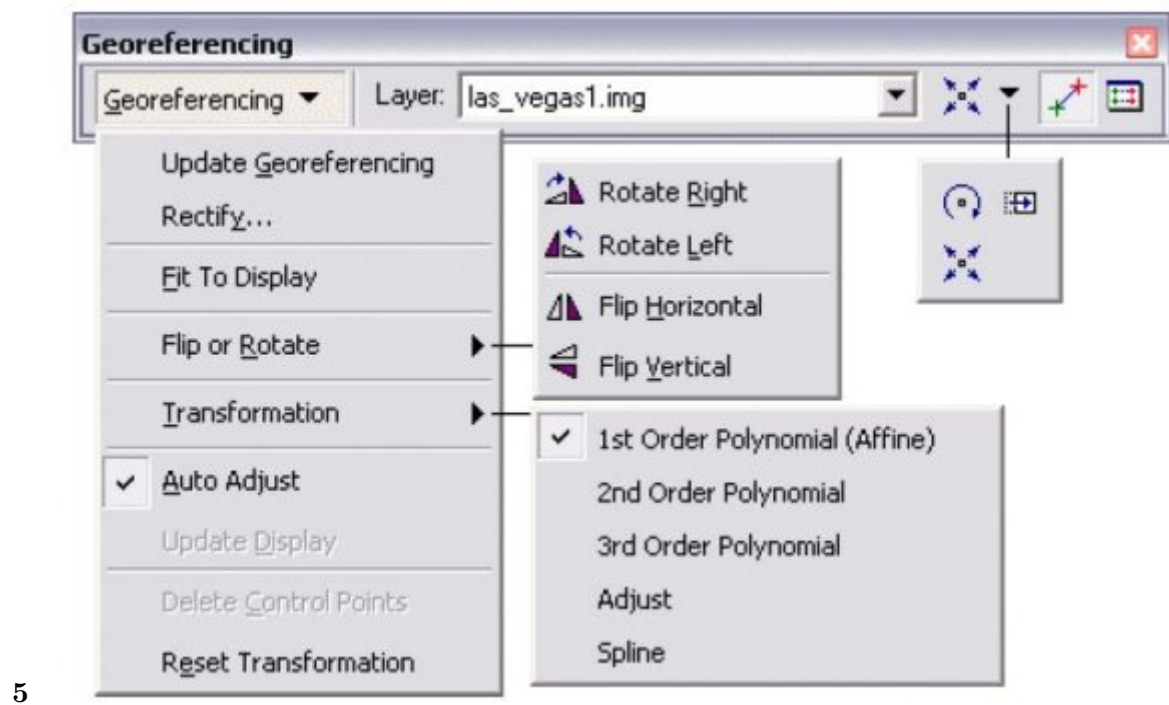 Georeferencing
Georeferencing Layer: las_vegas1.img
Update Georeferencing
Rectify...
Fit To Display
Flip or Rotate
Transformation
Auto Adjust
Update Display
Delete Control Points
Reset Transformation
Rotate Right
Rotate Left
Flip Horizontal
Flip Vertical
1st Order Polynomial (Affine)
2nd Order Polynomial
3rd Order Polynomial
Adjust
Spline
5